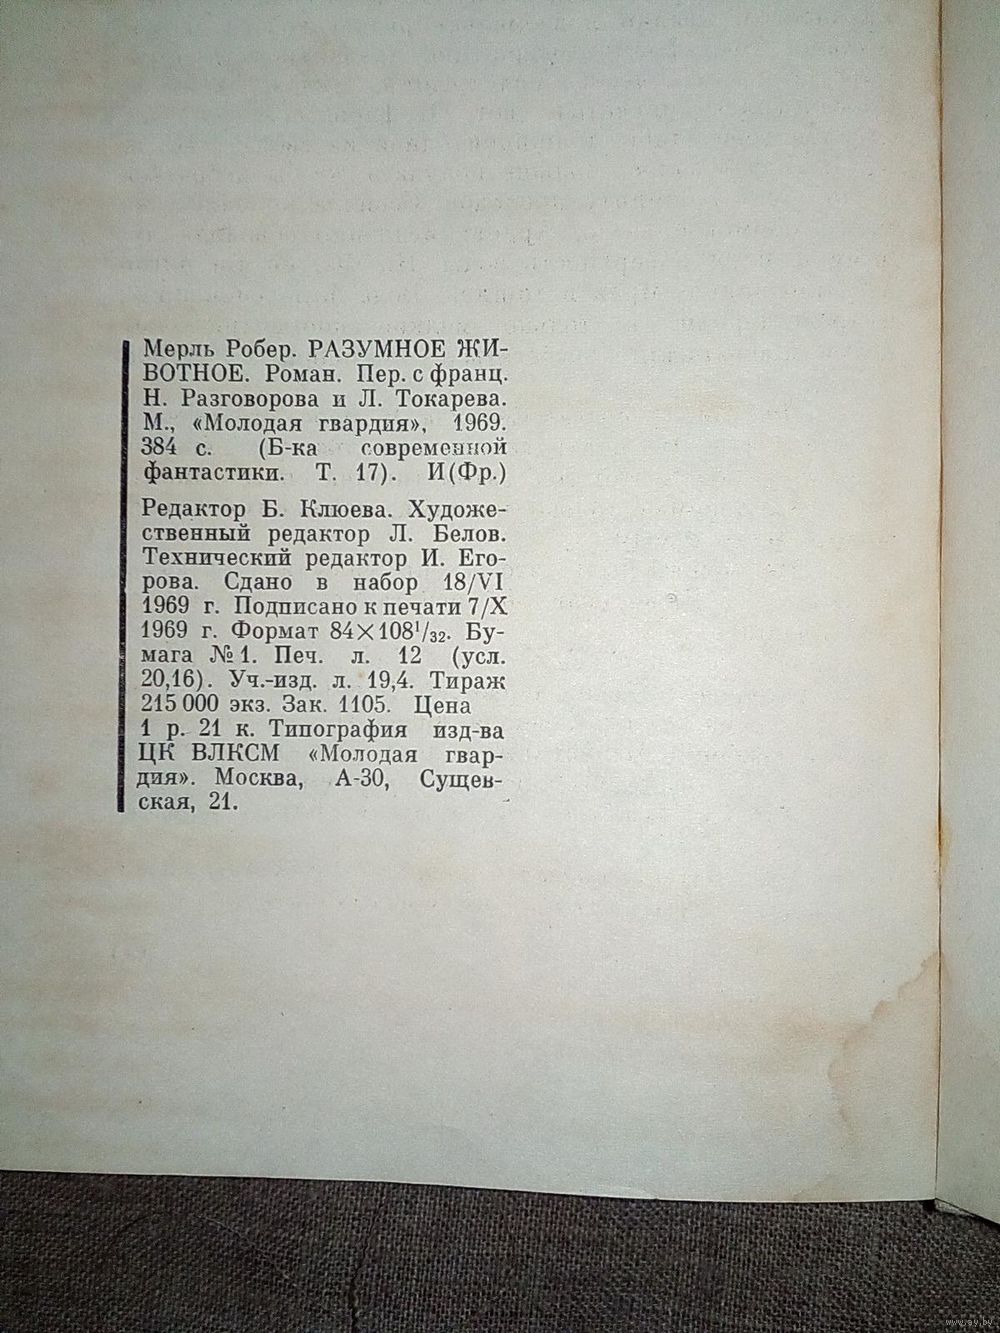 Мерль Робер. РАЗУМНОЕ ЖИ-
ВОТНОЕ. Роман. Пер. с франц.
Н. Разговорова и Л. Токарева.
М., «Молодая гвардия», 1969.
384 с. (Б-ка современной
фантастики. Т. 17). И(Фр.)
Редактор Б. Клюева. Художе-
ственный редактор Л. Белов.
Технический редактор И. Его-
рова. Сдано в набор 18/VI
1969 г. Подписано к печати 7/X
1969 г. Формат 84×108¹/₃₂. Бу-
мага №1. Печ. л. 12 (усл.
20,16). Уч.-изд. л. 19,4. Тираж
215 000 экз. Зак. 1105. Цена
1 р. 21 к. Типография изд-ва
ЦК ВЛКСМ «Молодая гвар-
дия». Москва, А-30, Сущев-
ская, 21.
www.ay.by